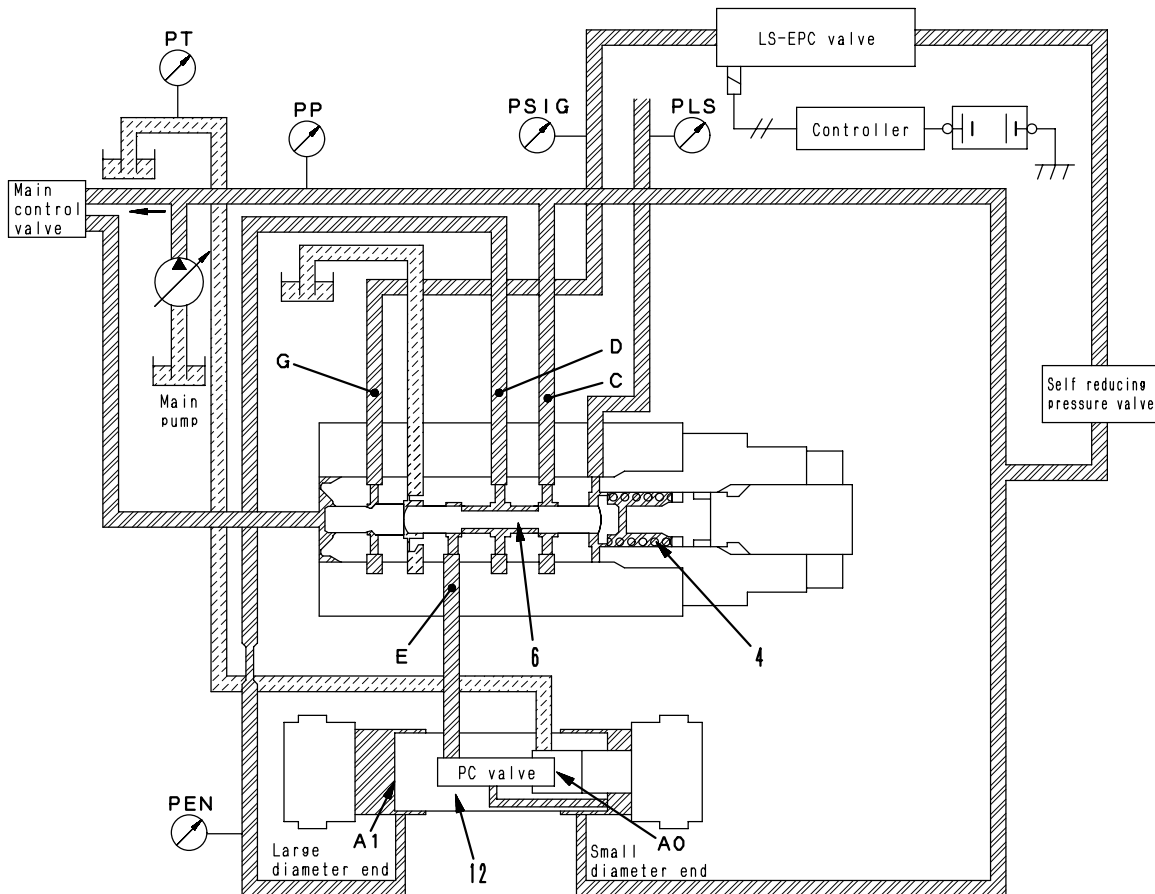 PT
LS-EPC valve
PP
PSIG
PLS
Controller
Main
control
valve
G
D
C
Main
pump
Self reducing
pressure valve
E
6
4
PC valve
PEN
A1
12
A0
Large
diameter end
Small
diameter end